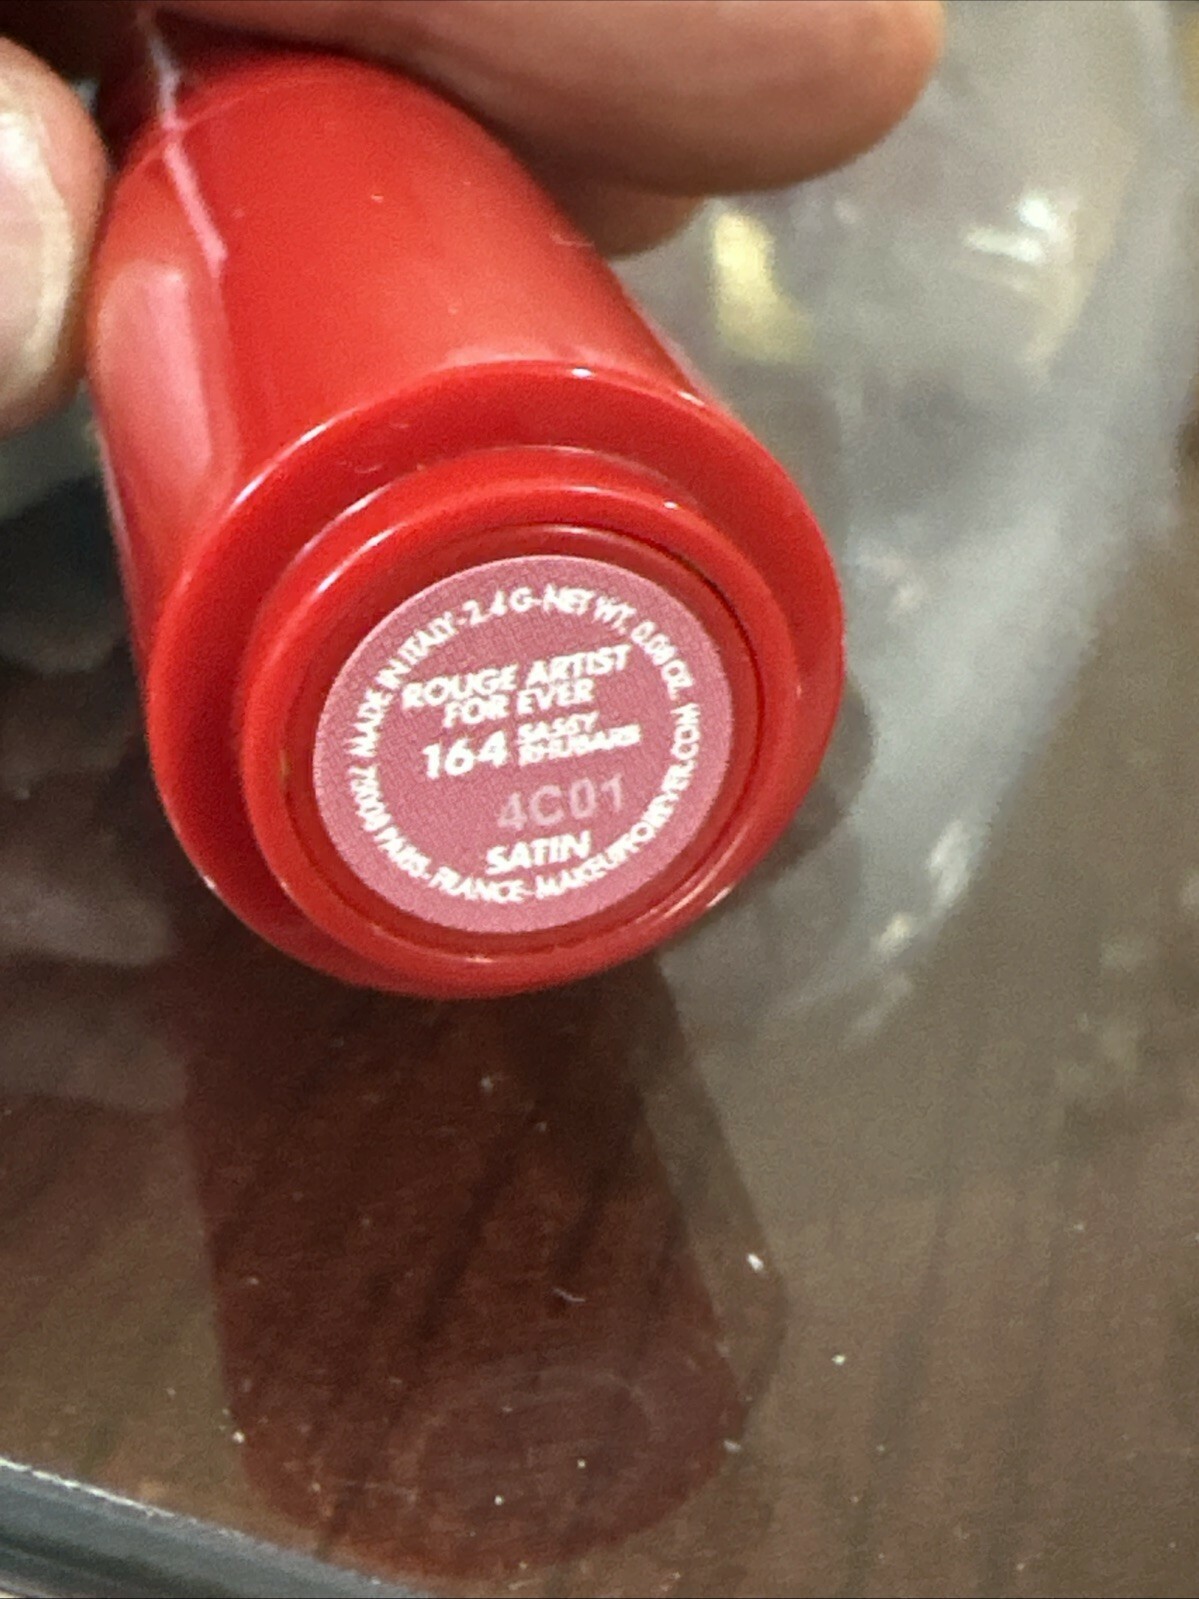 MADE IN ITALY - 2.4 G - NET WT. 0.08 OZ.
ROUGE ARTIST
FOR EVER
164 SASSY
RHUBARB
4C01
SATIN
75008 PARIS - FRANCE - MAKEUPFOREVER.COM